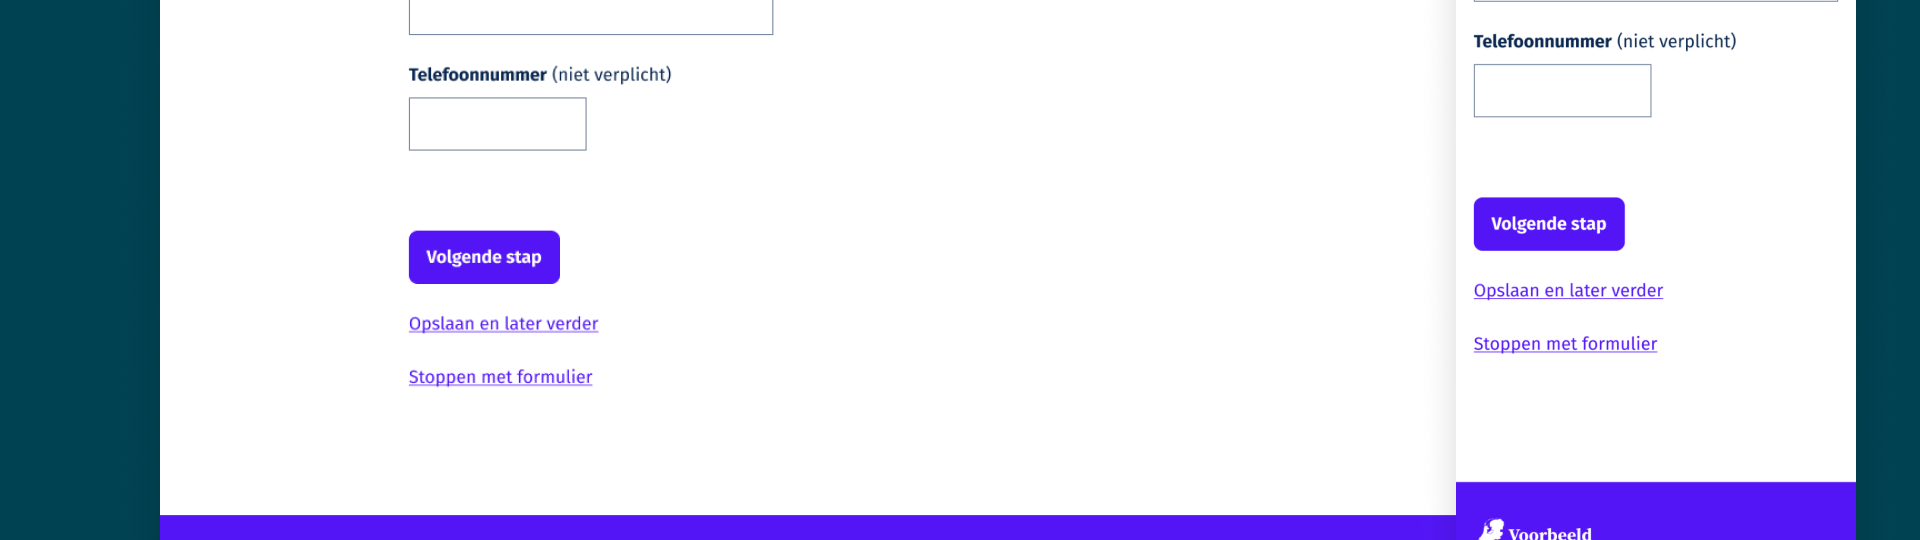 Telefoonnummer (niet verplicht)
Volgende stap
Opslaan en later verder
Stoppen met formulier
Telefoonnummer (niet verplicht)
Volgende stap
Opslaan en later verder
Stoppen met formulier
Voorbeeld